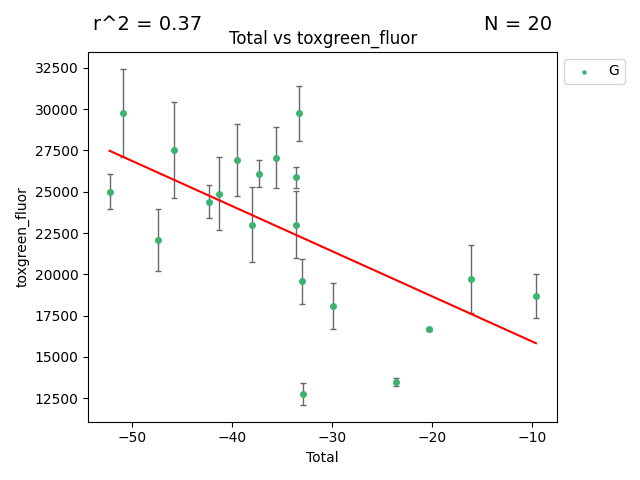 r^2 = 0.37
N = 20
Total vs toxgreen_fluor
G
32500
30000
27500
25000
22500
20000
17500
15000
12500
toxgreen_fluor
−50
−40
−30
−20
−10
Total